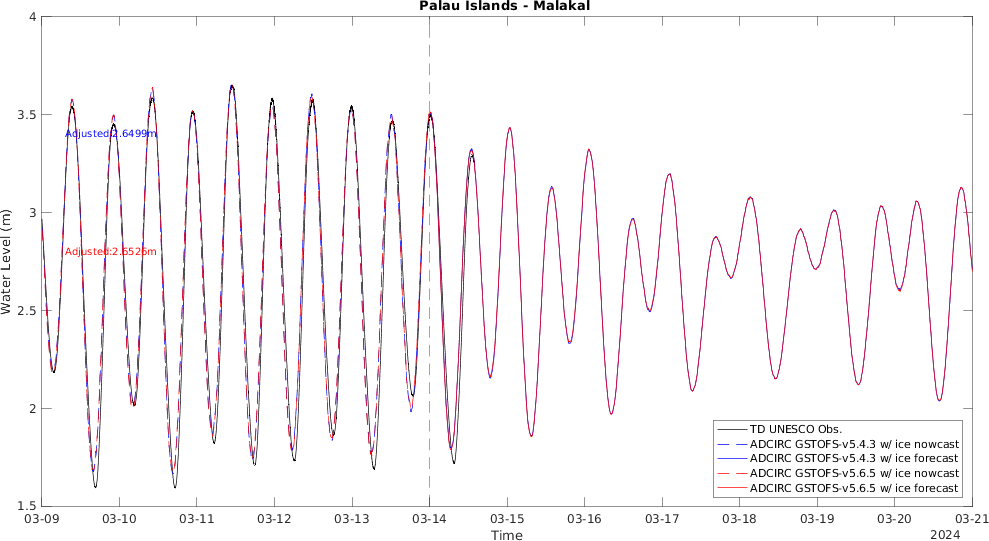 Palau Islands - Malakal
Water Level (m)
4
3.5
3
2.5
2
1.5
Adjusted:2.6499m
Adjusted:2.6526m
TD UNESCO Obs.
ADCIRC GSTOFS-v5.4.3 w/ ice nowcast
ADCIRC GSTOFS-v5.4.3 w/ ice forecast
ADCIRC GSTOFS-v5.6.5 w/ ice nowcast
ADCIRC GSTOFS-v5.6.5 w/ ice forecast
03-09 03-10 03-11 03-12 03-13 03-14 03-15 03-16 03-17 03-18 03-19 03-20 03-21
Time
2024